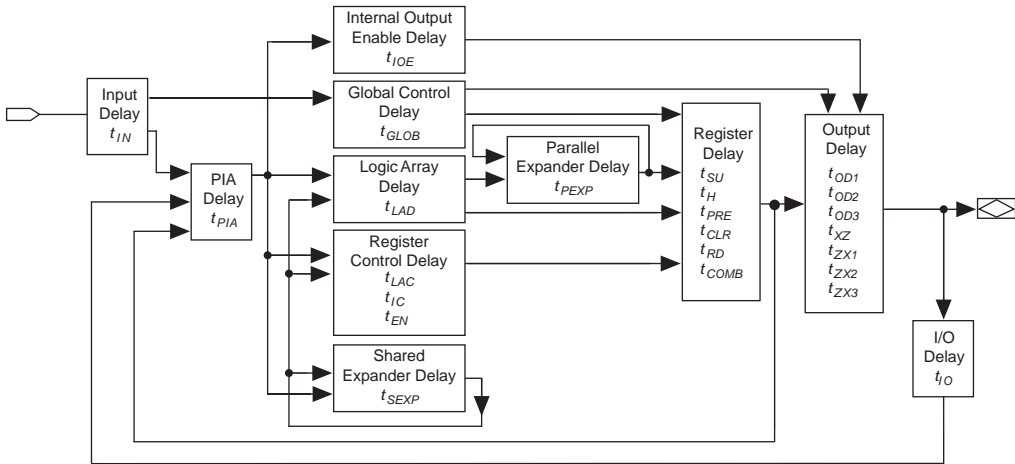 Internal Output
Enable Delay
tIOE
Input
Delay
tIN
Global Control
Delay
tGLOB
Register
Delay
tSU
tH
tPRE
tCLR
tRD
tCOMB
Output
Delay
tOD1
tOD2
tOD3
tXZ
tZX1
tZX2
tZX3
Parallel
Expander Delay
tPEXP
PIA
Delay
tPIA
Logic Array
Delay
tLAD
Register
Control Delay
tLAC
tIC
tEN
I/O
Delay
tIO
Shared
Expander Delay
tSEXP